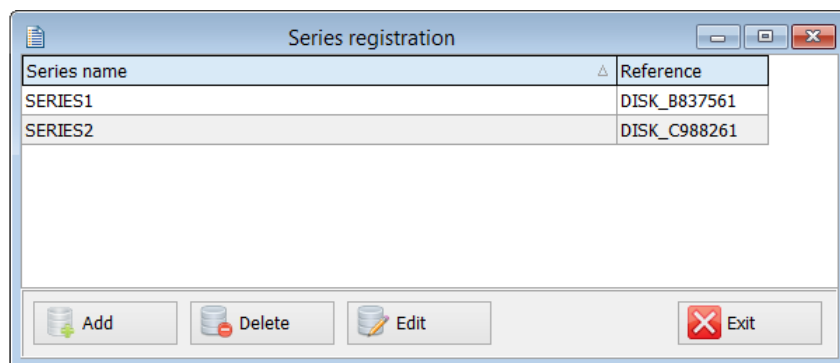 Series registration
Series name Reference
SERIES1 DISK_B837561
SERIES2 DISK_C988261
Add Delete Edit Exit